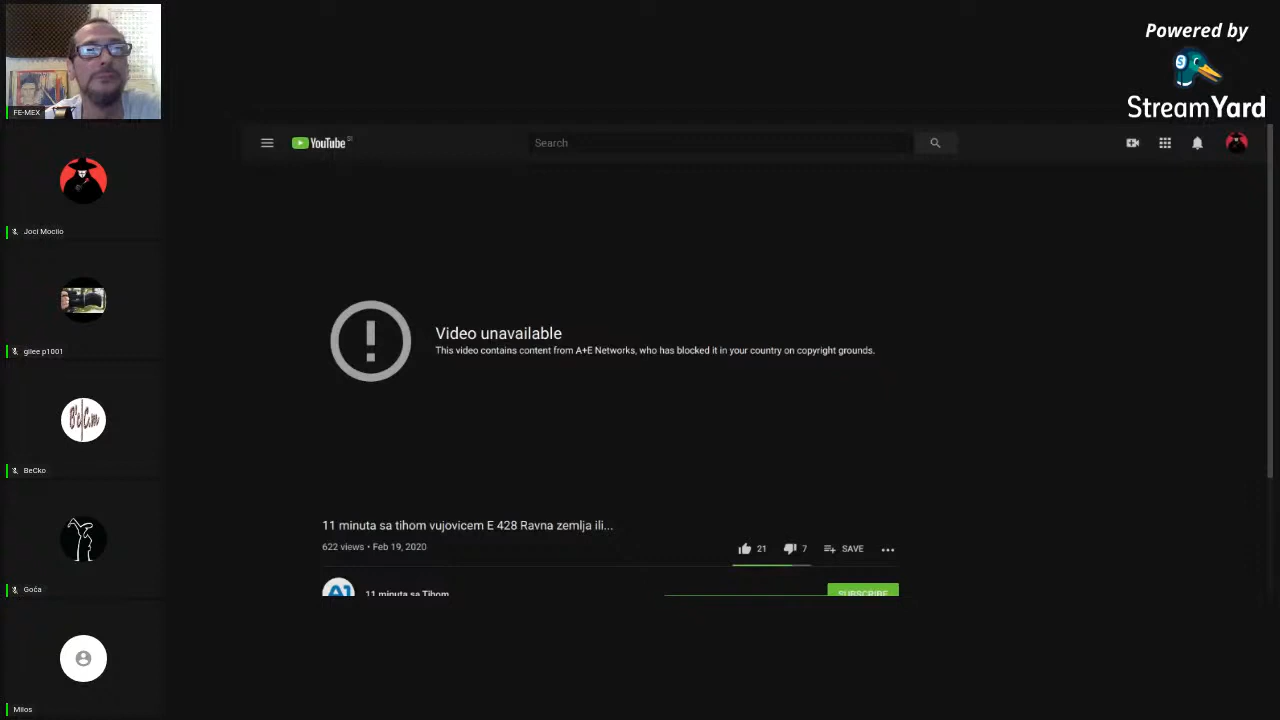 Powered by
StreamYard
FE-MEX
Joci Mocilo
gilee p1001
BeCko
Goča
Milos
YouTube SI
Search
Video unavailable
This video contains content from A+E Networks, who has blocked it in your country on copyright grounds.
11 minuta sa tihom vujovicem E 428 Ravna zemlja ili...
622 views • Feb 19, 2020
21
7
SAVE
11 minuta sa Tihom
SUBSCRIBE